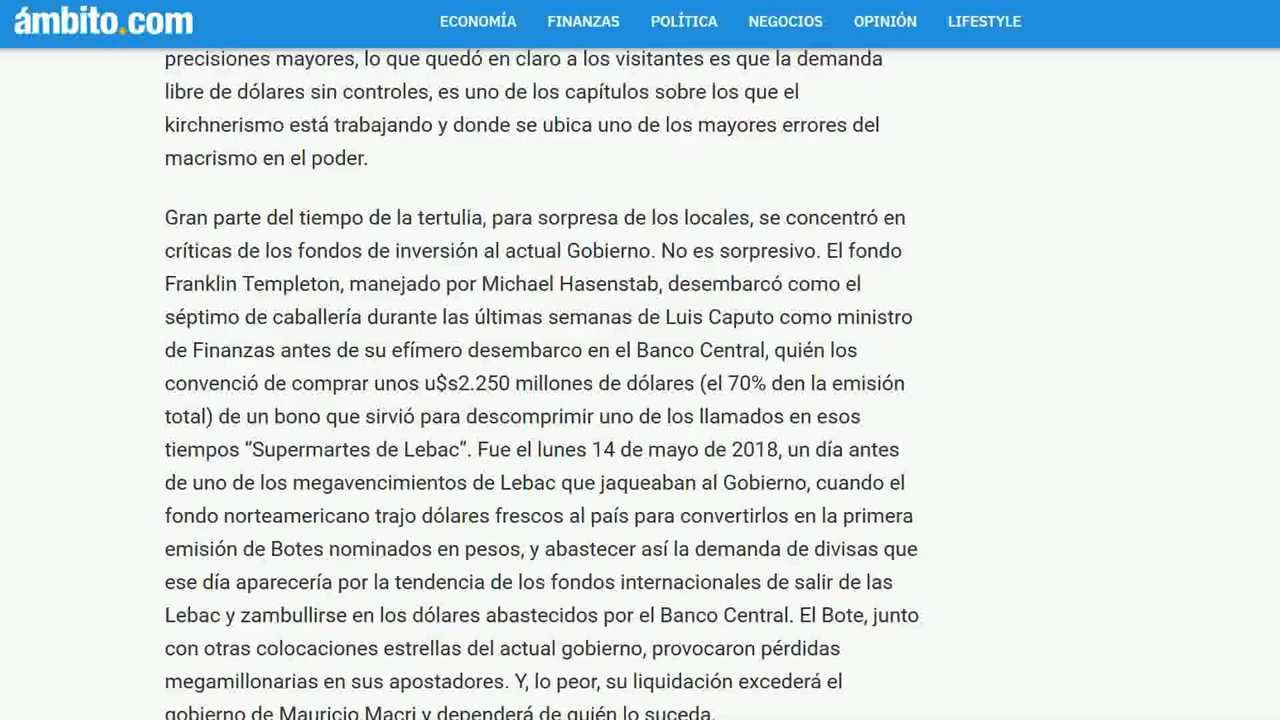 ámbito.com
ECONOMÍA FINANZAS POLÍTICA NEGOCIOS OPINIÓN LIFESTYLE
precisiones mayores, lo que quedó en claro a los visitantes es que la demanda
libre de dólares sin controles, es uno de los capítulos sobre los que el
kirchnerismo está trabajando y donde se ubica uno de los mayores errores del
macrismo en el poder.
Gran parte del tiempo de la tertulia, para sorpresa de los locales, se concentró en
críticas de los fondos de inversión al actual Gobierno. No es sorpresivo. El fondo
Franklin Templeton, manejado por Michael Hasenstab, desembarcó como el
séptimo de caballería durante las últimas semanas de Luis Caputo como ministro
de Finanzas antes de su efímero desembarco en el Banco Central, quién los
convenció de comprar unos u$s2.250 millones de dólares (el 70% den la emisión
total) de un bono que sirvió para descomprimir uno de los llamados en esos
tiempos “Supermartes de Lebac”. Fue el lunes 14 de mayo de 2018, un día antes
de uno de los megavencimientos de Lebac que jaqueaban al Gobierno, cuando el
fondo norteamericano trajo dólares frescos al país para convertirlos en la primera
emisión de Botes nominados en pesos, y abastecer así la demanda de divisas que
ese día aparecería por la tendencia de los fondos internacionales de salir de las
Lebac y zambullirse en los dólares abastecidos por el Banco Central. El Bote, junto
con otras colocaciones estrellas del actual gobierno, provocaron pérdidas
megamillonarias en sus apostadores. Y, lo peor, su liquidación excederá el
gobierno de Mauricio Macri y dependerá de quién lo suceda.